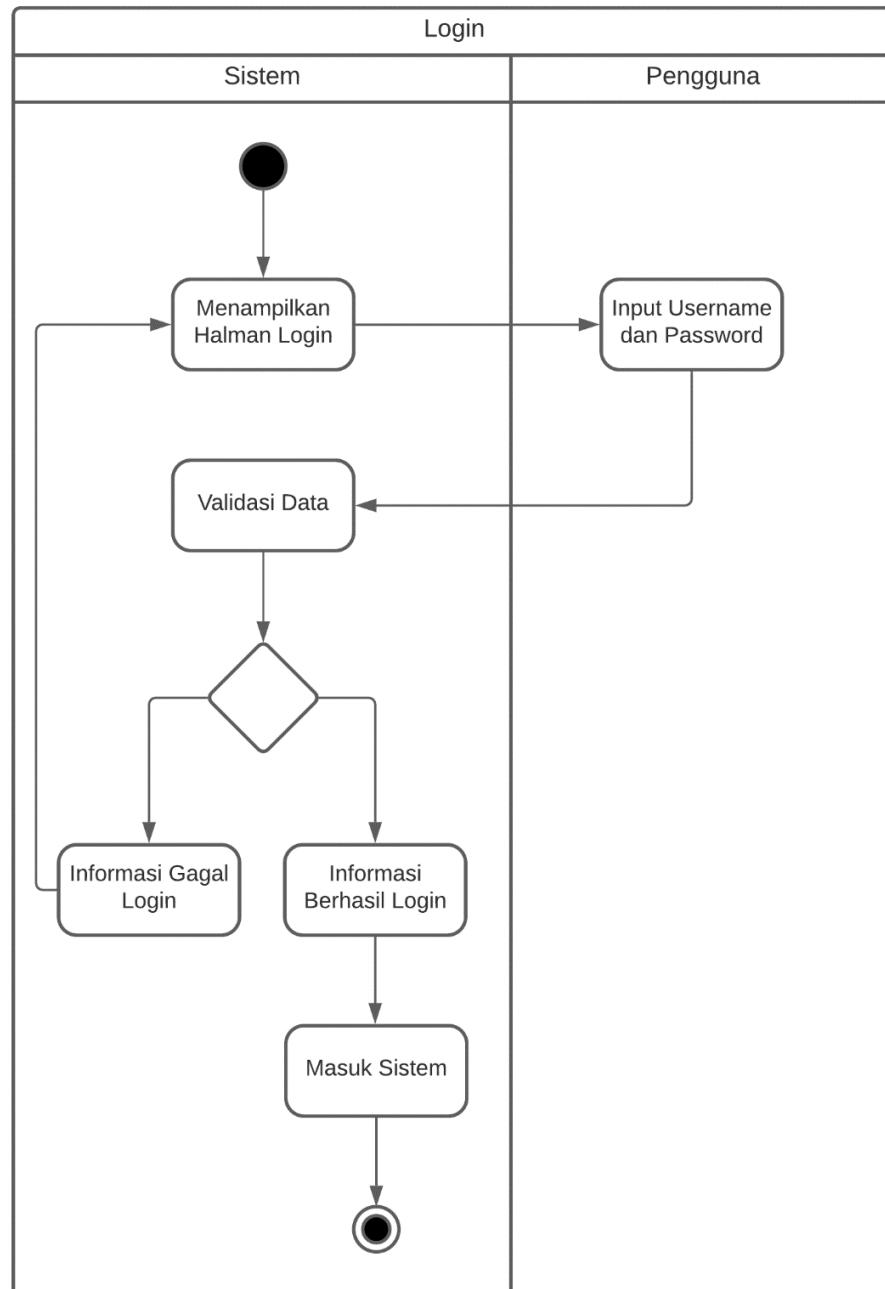 Login
Sistem
Pengguna
Menampilkan
Halman Login
Input Username
dan Password
Validasi Data
Informasi Gagal
Login
Informasi
Berhasil Login
Masuk Sistem